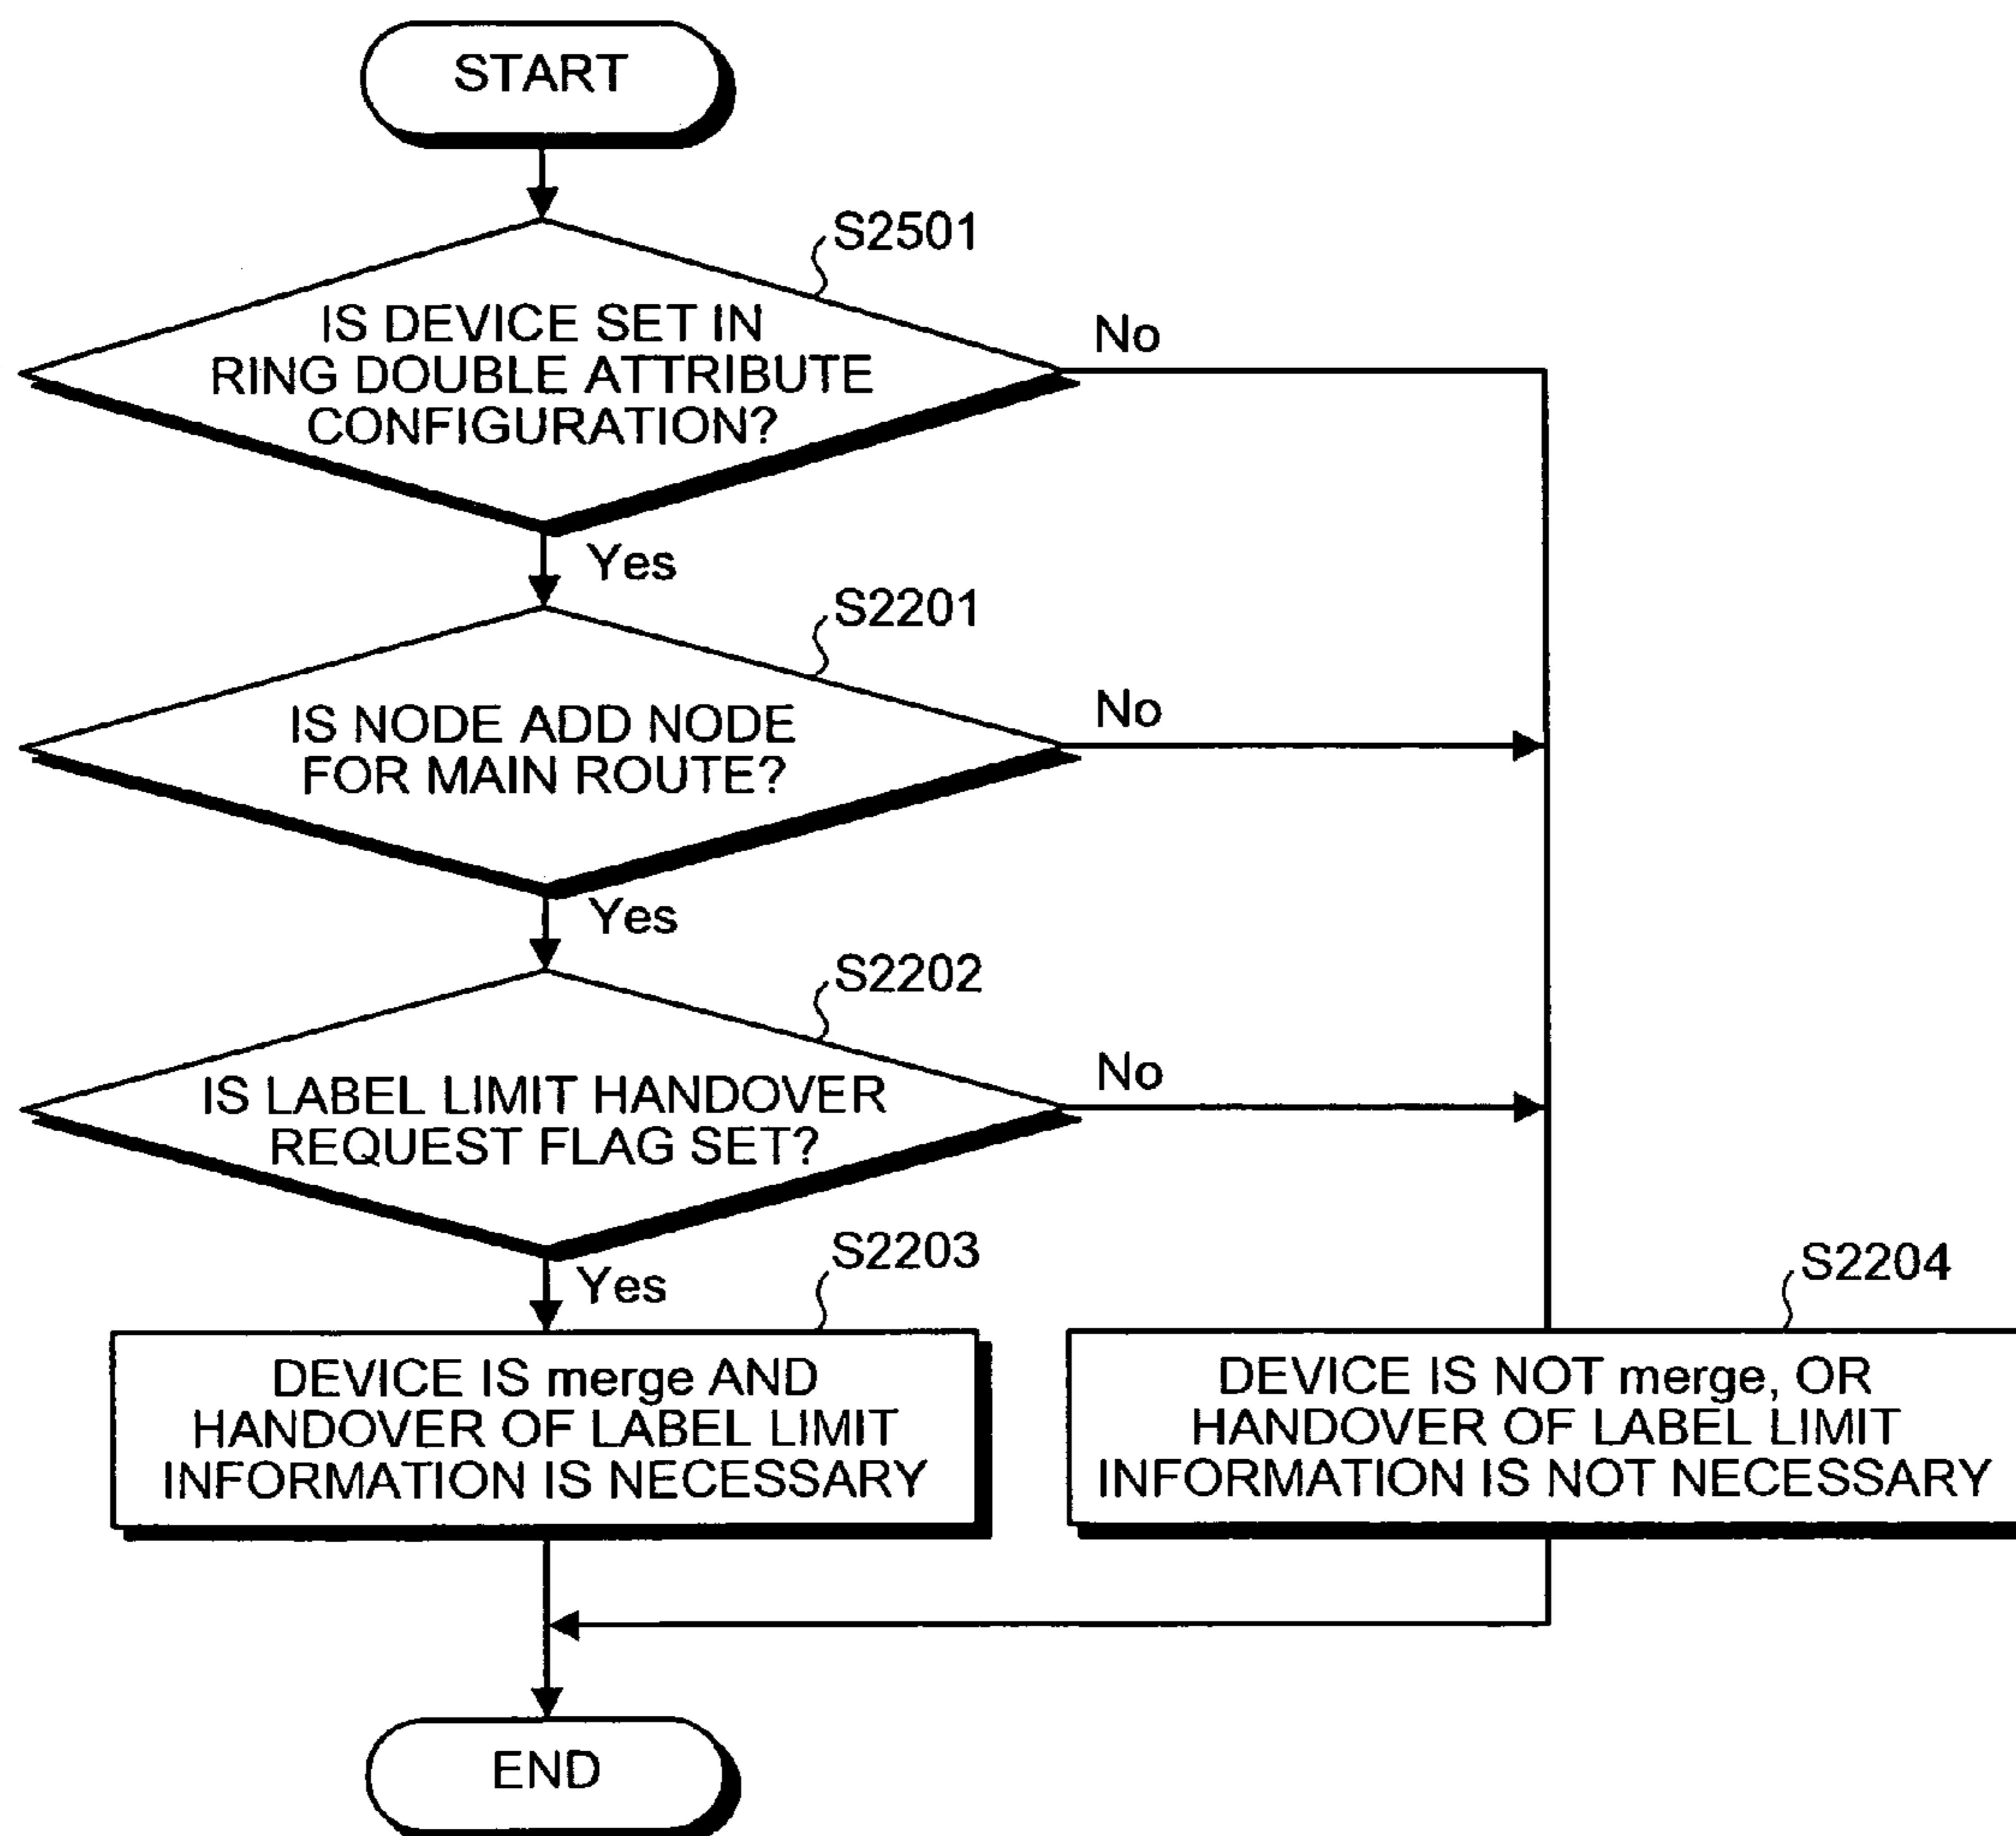 START
S2501
IS DEVICE SET IN
RING DOUBLE ATTRIBUTE
CONFIGURATION?
No
Yes
S2201
IS NODE ADD NODE
FOR MAIN ROUTE?
No
Yes
S2202
IS LABEL LIMIT HANDOVER
REQUEST FLAG SET?
No
Yes
S2203
DEVICE IS merge AND
HANDOVER OF LABEL LIMIT
INFORMATION IS NECESSARY
S2204
DEVICE IS NOT merge, OR
HANDOVER OF LABEL LIMIT
INFORMATION IS NOT NECESSARY
END